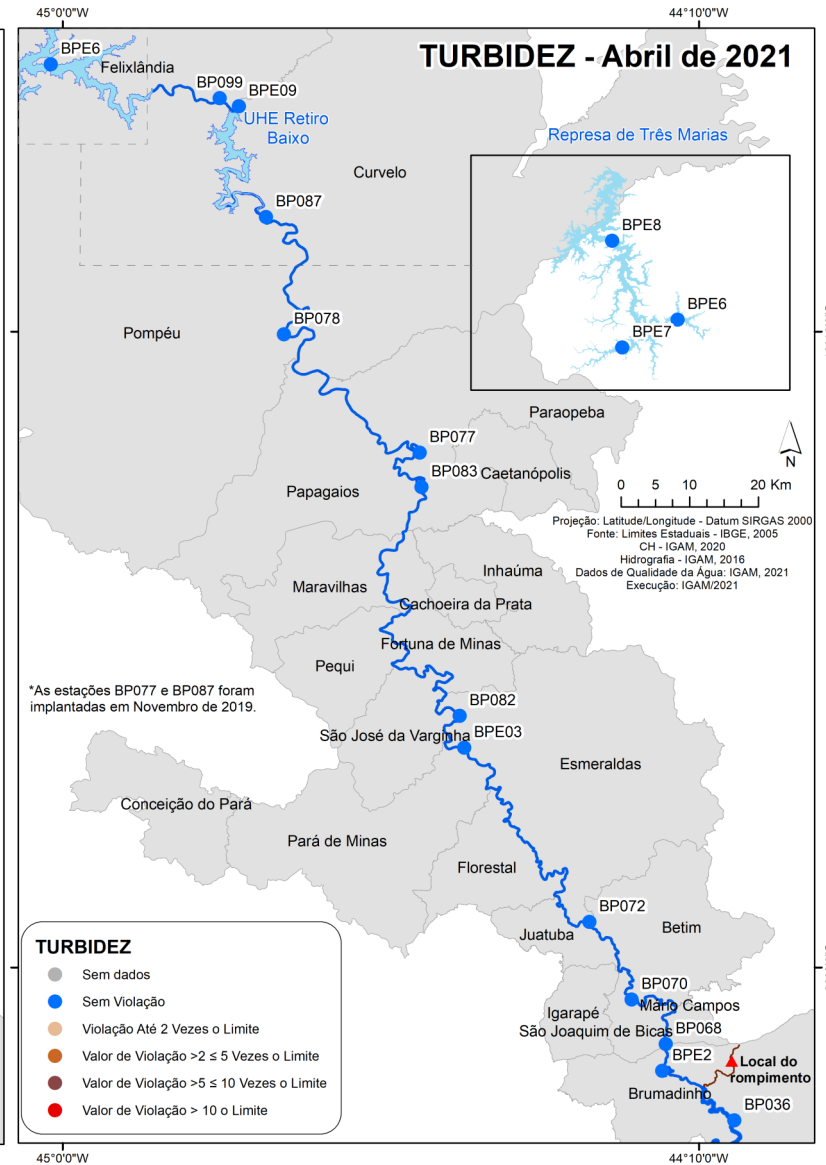 45°0'0"W
44°10'0"W
TURBIDEZ - Abril de 2021
BPE6
Felixlândia
BP099
BPE09
UHE Retiro
Baixo
Represa de Três Marias
Curvelo
BP087
BPE8
BPE6
BPE7
BP078
Pompéu
Paraopeba
BP077
BP083
Caetanópolis
Papagaios
N
0 5 10 20 Km
Projeção: Latitude/Longitude - Datum SIRGAS 2000
Fonte: Limites Estaduais - IBGE, 2005
CH - IGAM, 2020
Hidrografia - IGAM, 2016
Dados de Qualidade da Água: IGAM, 2021
Execução: IGAM/2021
Inhaúma
Maravilhas
Cachoeira da Prata
Fortuna de Minas
Pequi
*As estações BP077 e BP087 foram
implantadas em Novembro de 2019.
BP082
São José da Varginha
BPE03
Esmeraldas
Conceição do Pará
Pará de Minas
Florestal
BP072
Juatuba
Betim
BP070
Mário Campos
Igarapé
São Joaquim de Bicas
BP068
BPE2
Local do
rompimento
Brumadinho
BP036
TURBIDEZ
Sem dados
Sem Violação
Violação Até 2 Vezes o Limite
Valor de Violação >2 ≤ 5 Vezes o Limite
Valor de Violação >5 ≤ 10 Vezes o Limite
Valor de Violação > 10 o Limite
45°0'0"W
44°10'0"W